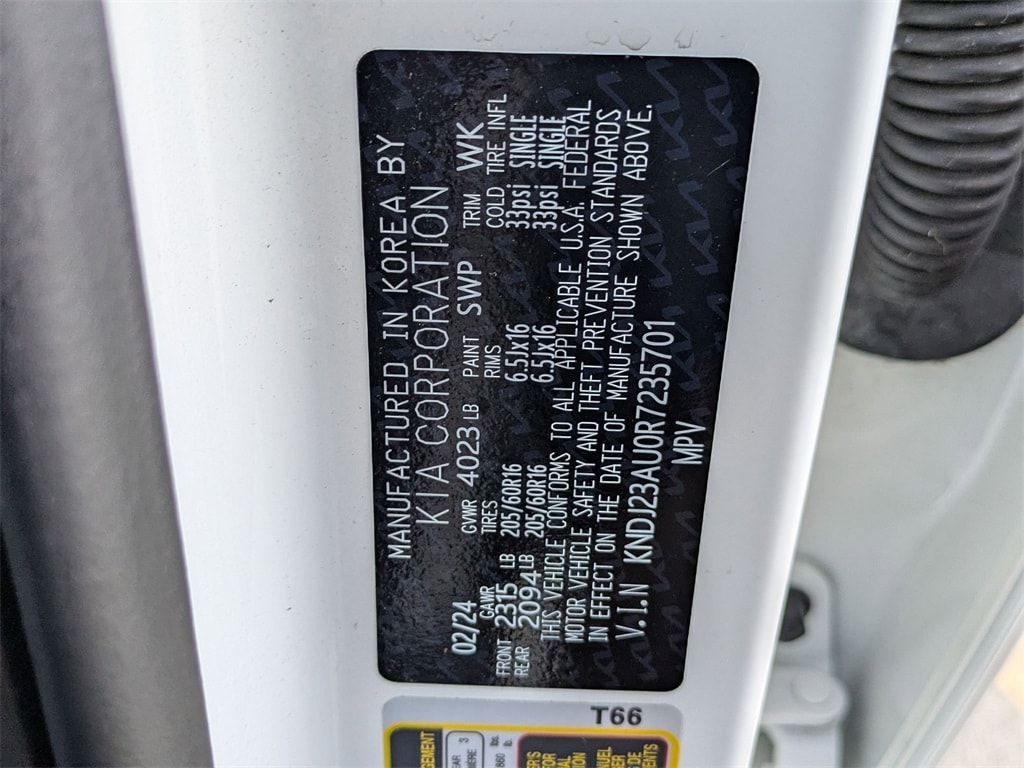 MANUFACTURED IN KOREA BY
KIA CORPORATION
02/24 GVWR 4023 LB PAINT SWP TRIM WK
GAWR TIRES RIMS COLD TIRE INFL
FRONT 2315 LB 205/60R16 6.5Jx16 33psi SINGLE
REAR 2094 LB 205/60R16 6.5Jx16 33psi SINGLE
THIS VEHICLE CONFORMS TO ALL APPLICABLE U.S.A. FEDERAL
MOTOR VEHICLE SAFETY AND THEFT PREVENTION STANDARDS
IN EFFECT ON THE DATE OF MANUFACTURE SHOWN ABOVE.
V.I.N KNDJ23AU0R7235701
MPV
T66